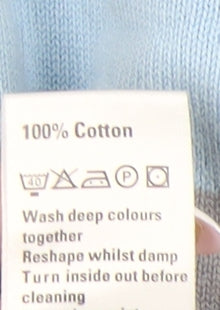 100% Cotton
40 P
Wash deep colours
together
Reshape whilst damp
Turn inside out before
cleaning